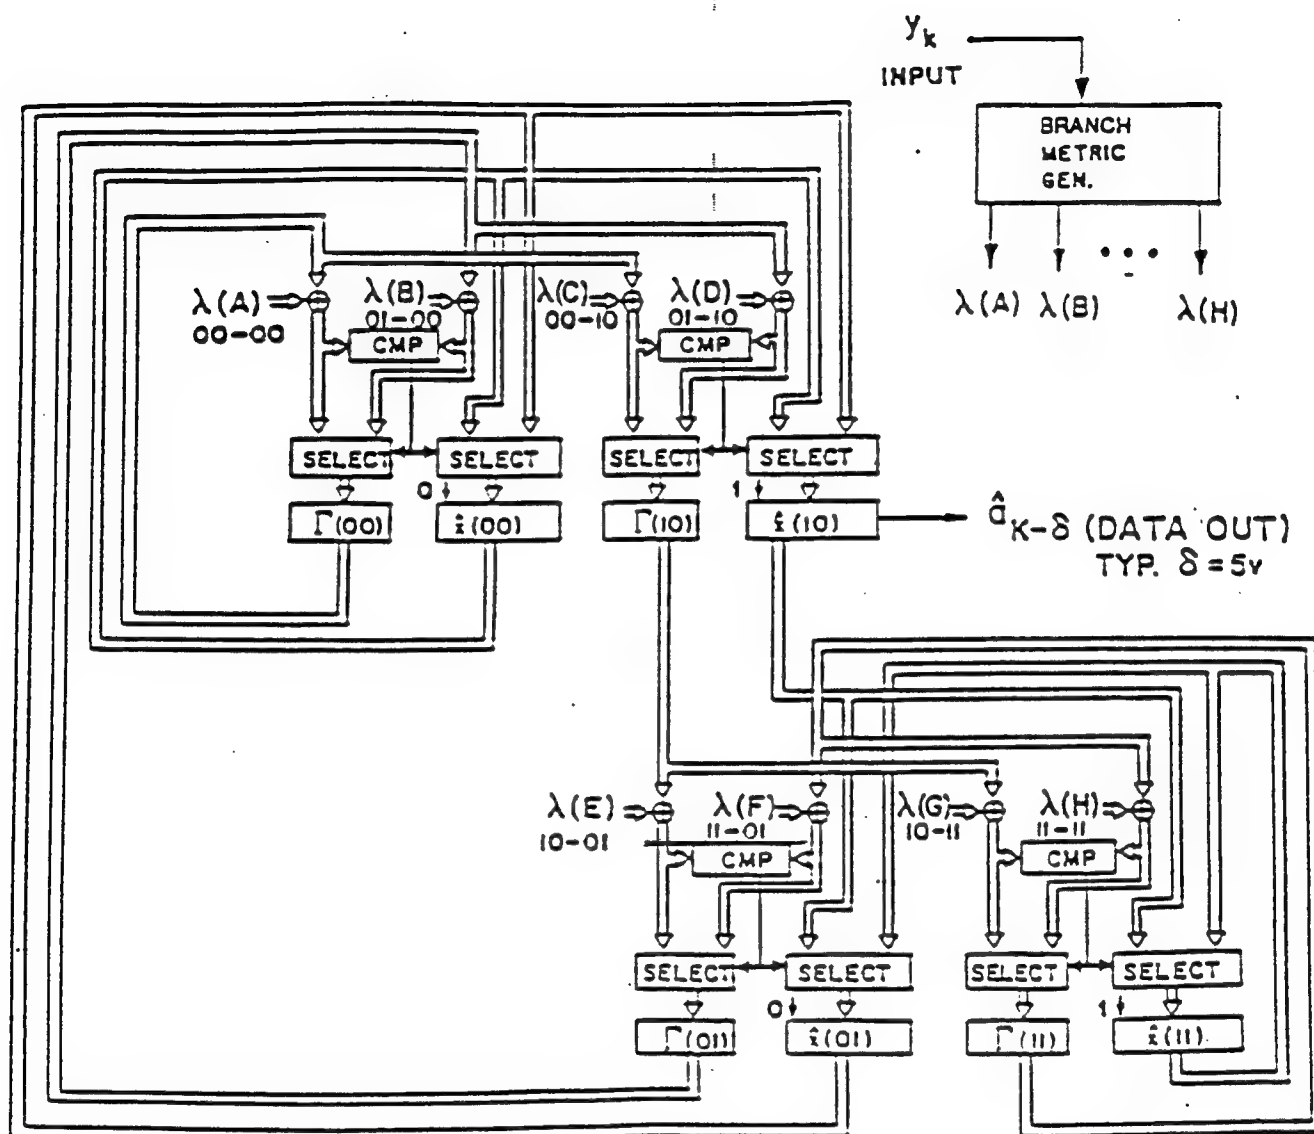 yₖ
INPUT
BRANCH
METRIC
GEN.
λ(A) λ(B) • • • λ(H)
λ(A)
00-00
λ(B)
01-00
λ(C)
00-10
λ(D)
01-10
CMP
CMP
SELECT
SELECT
SELECT
SELECT
0
1
Γ(00)
x̂(00)
Γ(10)
x̂(10)
â K-δ (DATA OUT)
TYP. δ = 5ν
λ(E)
10-01
λ(F)
11-01
λ(G)
10-11
λ(H)
11-11
CMP
CMP
SELECT
SELECT
SELECT
SELECT
0
1
Γ(01)
x̂(01)
Γ(11)
x̂(11)